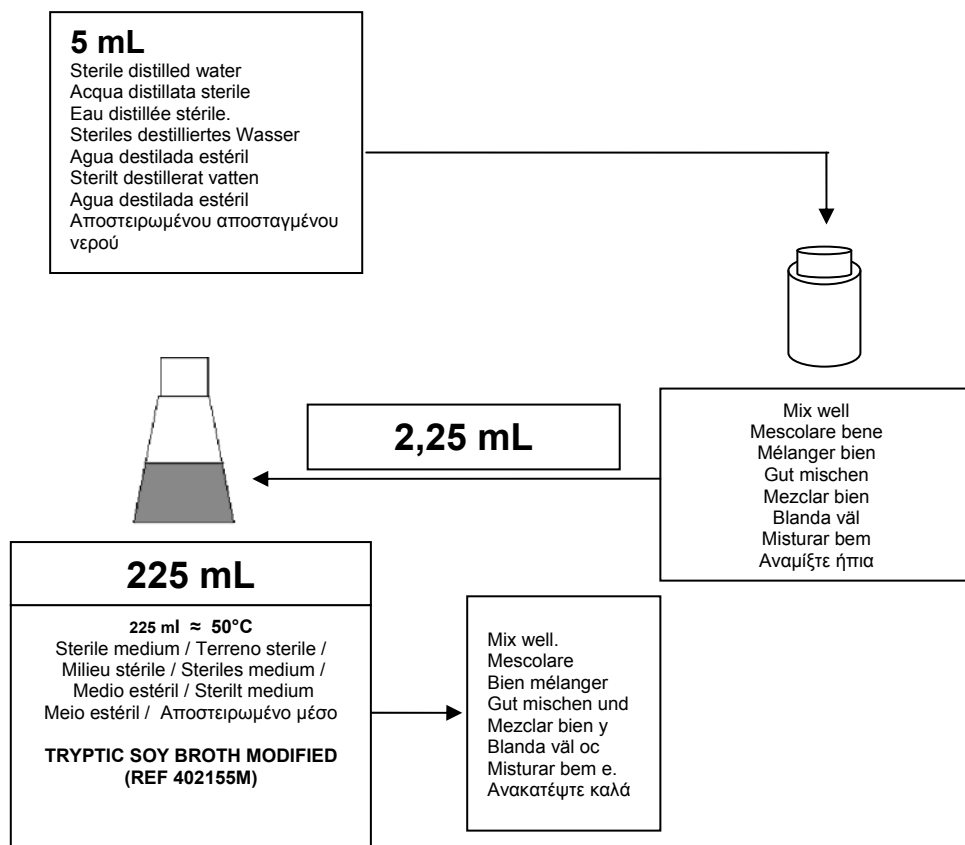 5 mL
Sterile distilled water
Acqua distillata sterile
Eau distillée stérile.
Steriles destilliertes Wasser
Agua destilada estéril
Sterilt destillerat vatten
Agua destilada estéril
Αποστειρωμένου αποσταγμένου
νερού
2,25 mL
Mix well
Mescolare bene
Mélanger bien
Gut mischen
Mezclar bien
Blanda väl
Misturar bem
Αναμίξτε ήπια
225 mL
225 ml ≈ 50°C
Sterile medium / Terreno sterile /
Milieu stérile / Steriles medium /
Medio estéril / Sterilt medium
Meio estéril / Αποστειρωμένο μέσο
TRYPTIC SOY BROTH MODIFIED
(REF 402155M)
Mix well.
Mescolare
Bien mélanger
Gut mischen und
Mezclar bien y
Blanda väl oc
Misturar bem e.
Ανακατέψτε καλά